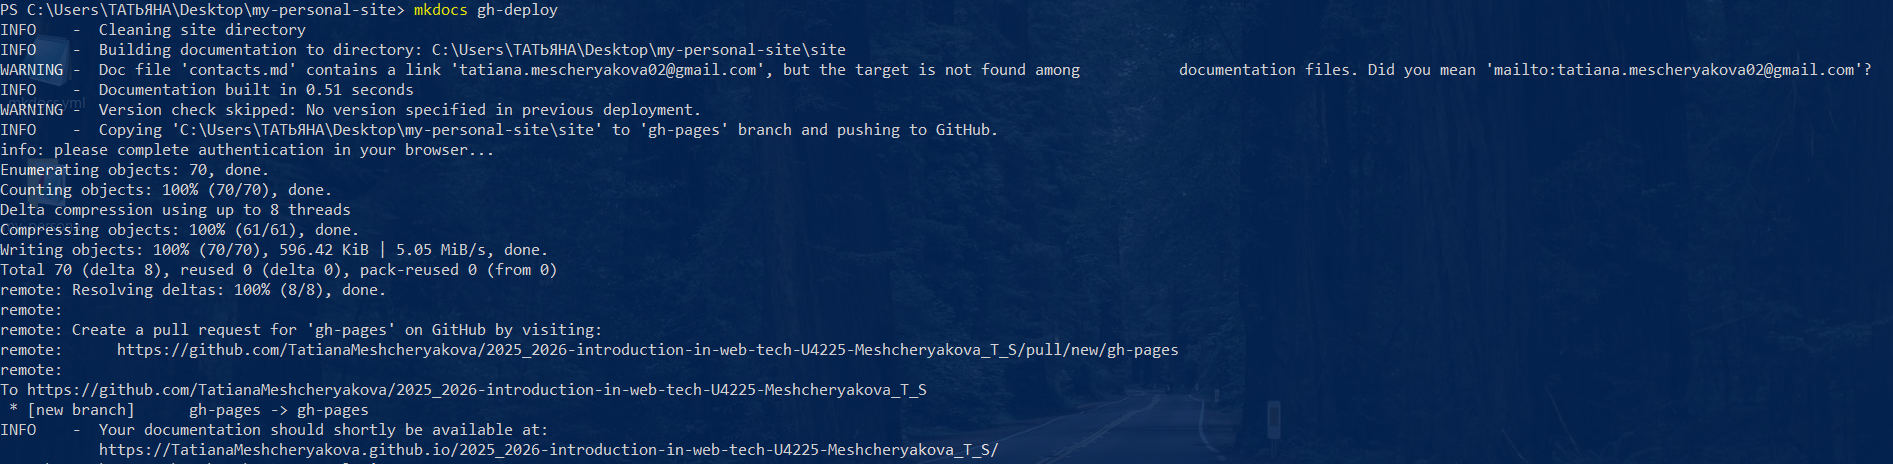 PS C:\Users\ТАТЬЯНА\Desktop\my-personal-site> mkdocs gh-deploy
INFO    -  Cleaning site directory
INFO    -  Building documentation to directory: C:\Users\ТАТЬЯНА\Desktop\my-personal-site\site
WARNING -  Doc file 'contacts.md' contains a link 'tatiana.mescheryakova02@gmail.com', but the target is not found among           documentation files. Did you mean 'mailto:tatiana.mescheryakova02@gmail.com'?
INFO    -  Documentation built in 0.51 seconds
WARNING -  Version check skipped: No version specified in previous deployment.
INFO    -  Copying 'C:\Users\ТАТЬЯНА\Desktop\my-personal-site\site' to 'gh-pages' branch and pushing to GitHub.
info: please complete authentication in your browser...
Enumerating objects: 70, done.
Counting objects: 100% (70/70), done.
Delta compression using up to 8 threads
Compressing objects: 100% (61/61), done.
Writing objects: 100% (70/70), 596.42 KiB | 5.05 MiB/s, done.
Total 70 (delta 8), reused 0 (delta 0), pack-reused 0 (from 0)
remote: Resolving deltas: 100% (8/8), done.
remote:
remote: Create a pull request for 'gh-pages' on GitHub by visiting:
remote:      https://github.com/TatianaMeshcheryakova/2025_2026-introduction-in-web-tech-U4225-Meshcheryakova_T_S/pull/new/gh-pages
remote:
To https://github.com/TatianaMeshcheryakova/2025_2026-introduction-in-web-tech-U4225-Meshcheryakova_T_S
 * [new branch]      gh-pages -> gh-pages
INFO    -  Your documentation should shortly be available at:
           https://TatianaMeshcheryakova.github.io/2025_2026-introduction-in-web-tech-U4225-Meshcheryakova_T_S/